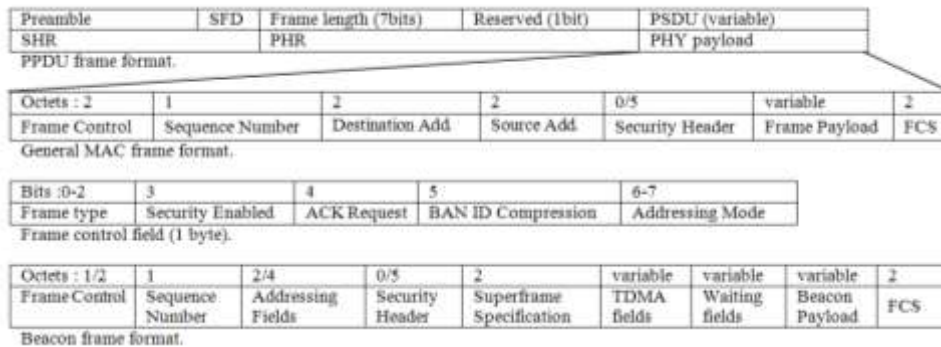 Preamble SFD Frame length (7bits) Reserved (1bit) PSDU (variable)
SHR PHR PHY payload
PPDU frame format.
Octets : 2 1 2 2 0/5 variable 2
Frame Control Sequence Number Destination Add Source Add. Security Header Frame Payload FCS
General MAC frame format.
Bits :0-2 3 4 5 6-7
Frame type Security Enabled ACK Request BAN ID Compression Addressing Mode
Frame control field (1 byte).
Octets : 1/2 1 2/4 0/5 2 variable variable variable 2
Frame Control Sequence Addressing Security Superframe TDMA Waiting Beacon FCS
Number Fields Header Specification fields fields Payload
Beacon frame format.